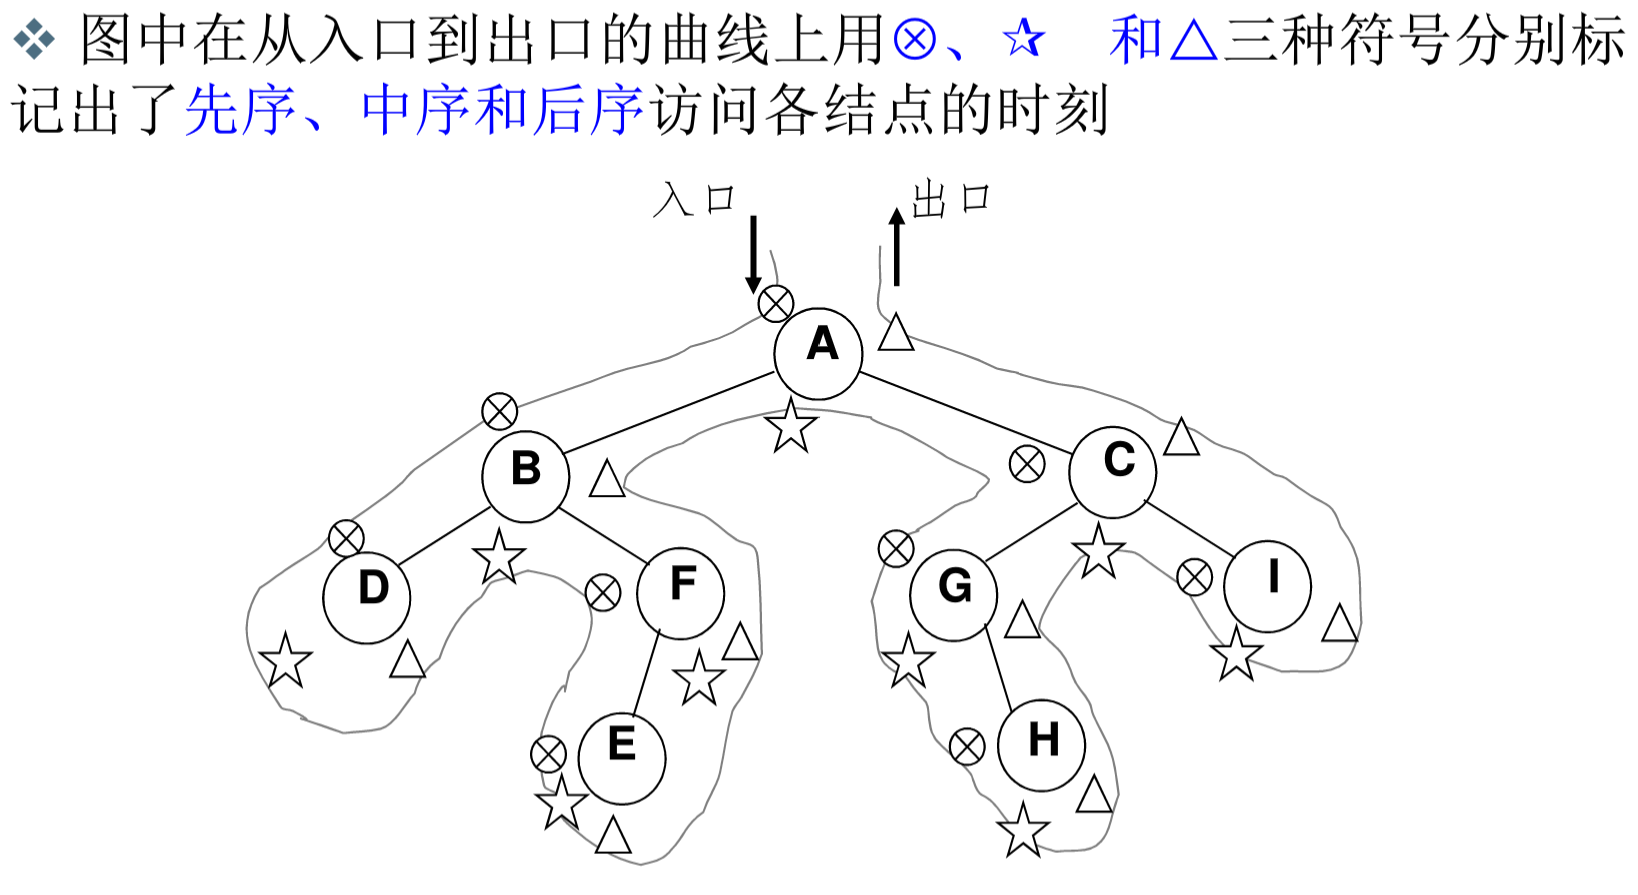 ❖ 图中在从入口到出口的曲线上用⊗、☆ 和△三种符号分别标
记出了先序、中序和后序访问各结点的时刻
入口 出口
A
B C
D F G I
E H